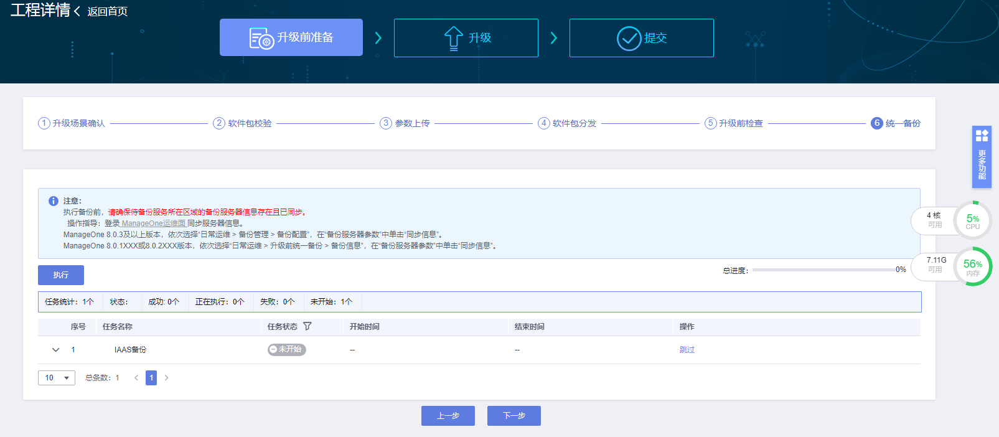 工程详情 返回首页
升级前准备 升级 提交
1 升级场景确认 2 软件包校验 3 参数上传 4 软件包分发 5 升级前检查 6 统一备份
更多功能
注意：
执行备份前，请确保待备份服务所在区域的备份服务器信息存在且已同步。
操作指导：登录 ManageOne运维面 同步服务器信息。
ManageOne 8.0.3及以上版本，依次选择“日常运维 > 备份管理 > 备份配置”，在“备份服务器参数”中单击“同步信息”。
ManageOne 8.0.1XXX或8.0.2XXX版本，依次选择“日常运维 > 升级前统一备份 > 备份信息”，在“备份服务器参数”中单击“同步信息”。
4 核
可用
5%
CPU
7.11G
可用
56%
内存
执行 总进度： 0%
任务统计：1个 状态： 成功: 0个 正在执行：0个 失败：0个 未开始：1个
序号 任务名称 任务状态 开始时间 结束时间 操作
1 IAAS备份 未开始 -- -- 跳过
10 总条数：1 < 1 >
上一步 下一步